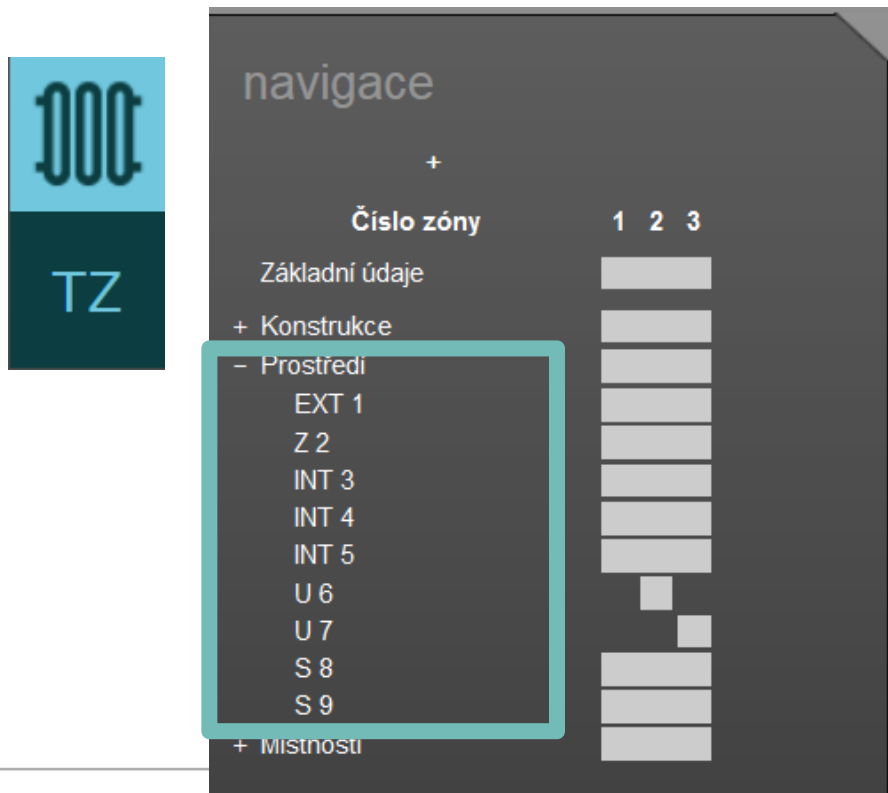 TZ
navigace
+
Číslo zóny 1 2 3
Základní údaje
+ Konstrukce
− Prostředí
EXT 1
Z 2
INT 3
INT 4
INT 5
U 6
U 7
S 8
S 9
+ Místnosti